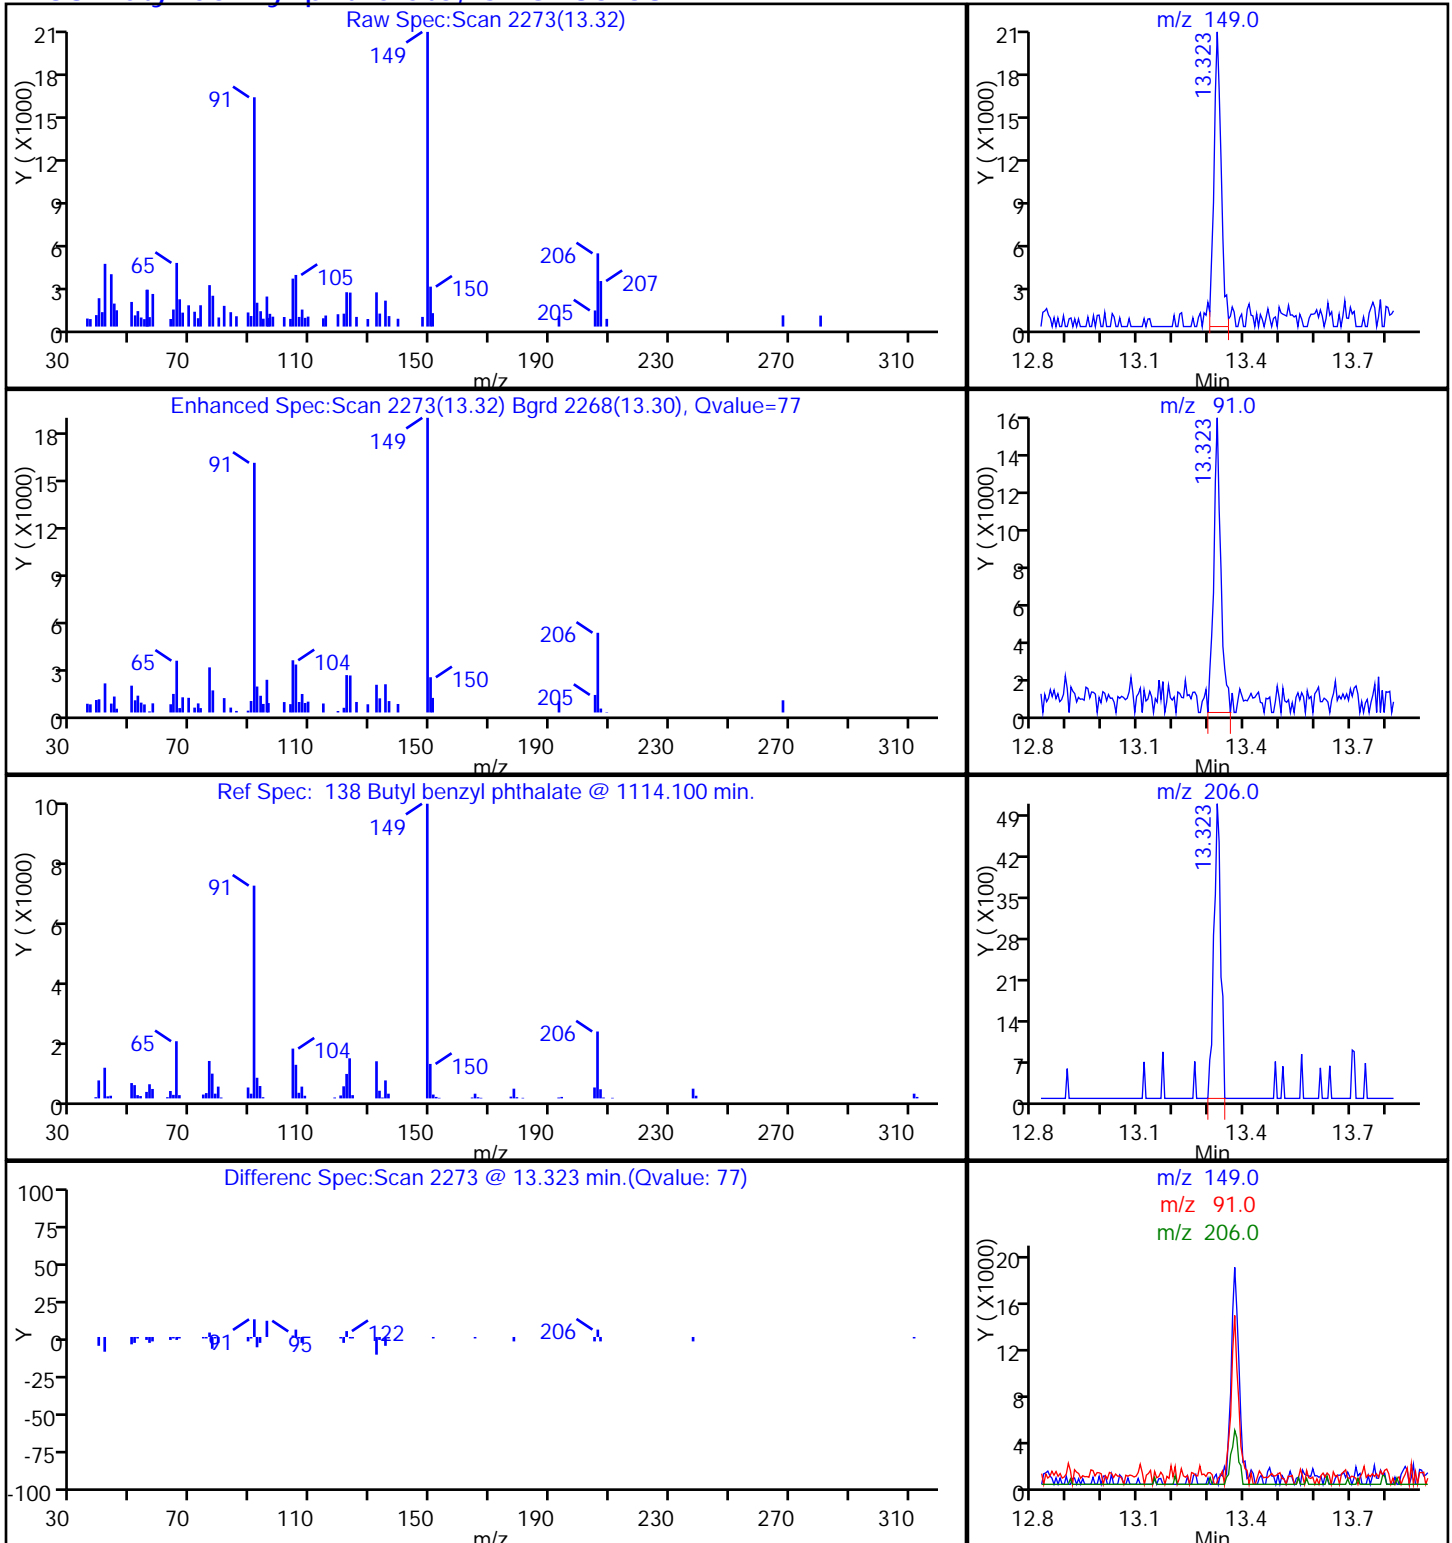 Raw Spec:Scan 2273(13.32)
21
18
15
12
9
6
3
0
Y ( X1000)
149
91
65
105
150
206
207
205
30 70 110 150 190 230 270 310
m/z
m/z 149.0
21
18
15
12
9
6
3
0
Y ( X1000)
13.323
12.8 13.1 13.4 13.7
Min
Enhanced Spec:Scan 2273(13.32) Bgrd 2268(13.30), Qvalue=77
18
15
12
9
6
3
0
Y ( X1000)
149
91
65
104
150
206
205
30 70 110 150 190 230 270 310
m/z
m/z 91.0
16
14
12
10
8
6
4
2
0
Y ( X1000)
13.323
12.8 13.1 13.4 13.7
Min
Ref Spec: 138 Butyl benzyl phthalate @ 1114.100 min.
10
8
6
4
2
0
Y ( X1000)
149
91
65
104
150
206
30 70 110 150 190 230 270 310
m/z
m/z 206.0
49
42
35
28
21
14
7
0
Y ( X100)
13.323
12.8 13.1 13.4 13.7
Min
Differenc Spec:Scan 2273 @ 13.323 min.(Qvalue: 77)
100
75
50
25
0
-25
-50
-75
-100
Y
91
95
122
206
30 70 110 150 190 230 270 310
m/z
m/z 149.0
m/z 91.0
m/z 206.0
20
16
12
8
4
0
Y ( X1000)
12.8 13.1 13.4 13.7
Min